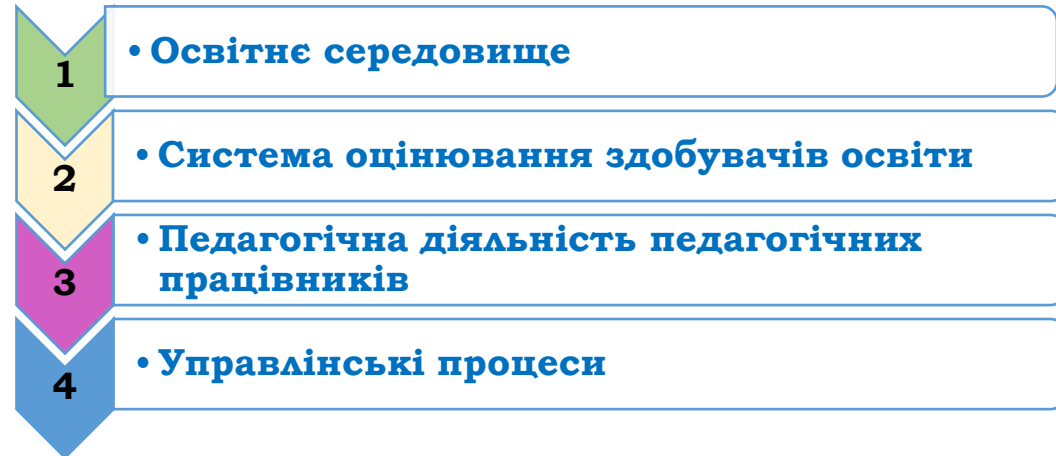 1
• Освітнє середовище
2
• Система оцінювання здобувачів освіти
3
• Педагогічна діяльність педагогічних
працівників
4
• Управлінські процеси